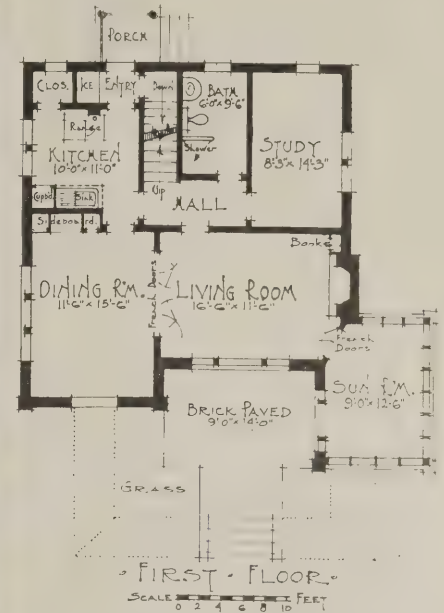 PORCH
CLOS.
ICE
ENTRY
Down
BATH
6'-0" x 9'-6"
Range
Shower
STUDY
8'-3" x 14'-3"
KITCHEN
10'-0" x 11'-0"
Up
HALL
Cupbd.
Sink
Sideboard.
Books
DINING RM.
11'-6" x 15'-6"
French Doors
LIVING ROOM
16'-6" x 11'-6"
French
Doors
SUN RM.
9'-0" x 12'-6"
BRICK PAVED
9'-0" x 14'-0"
GRASS
• FIRST • FLOOR •
SCALE 0 2 4 6 8 10 FEET